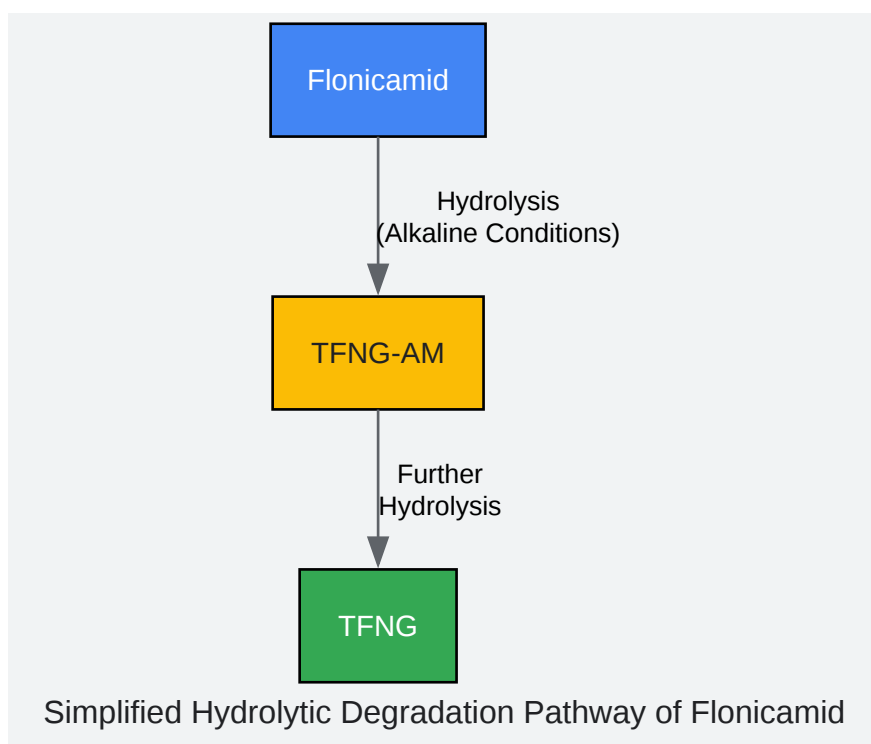 Flonicamid
Hydrolysis
(Alkaline Conditions)
TFNG-AM
Further
Hydrolysis
TFNG
Simplified Hydrolytic Degradation Pathway of Flonicamid